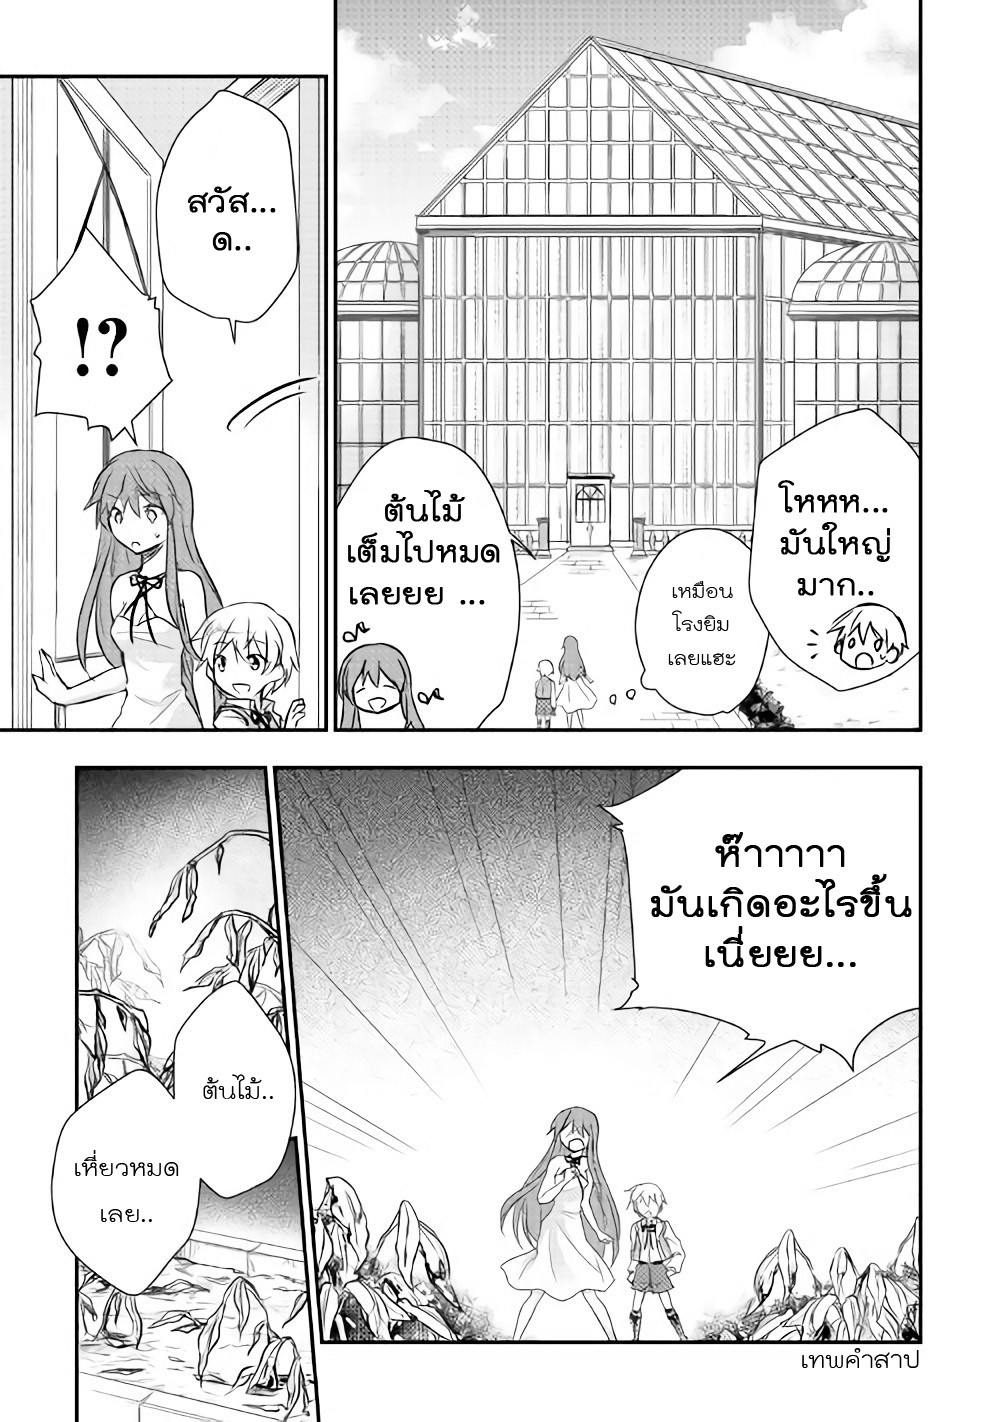 โหหห...
มันใหญ่
มาก..
เหมือน
โรงยิม
เลยแฮะ
ต้นไม้
เต็มไปหมด
เลยยย ...
สวัส...
ด..
!?
ห๊าาาาา
มันเกิดอะไรขึ้น
เนี่ยยย...
ต้นไม้..
เหี่ยวหมด
เลย..
เทพคำสาป